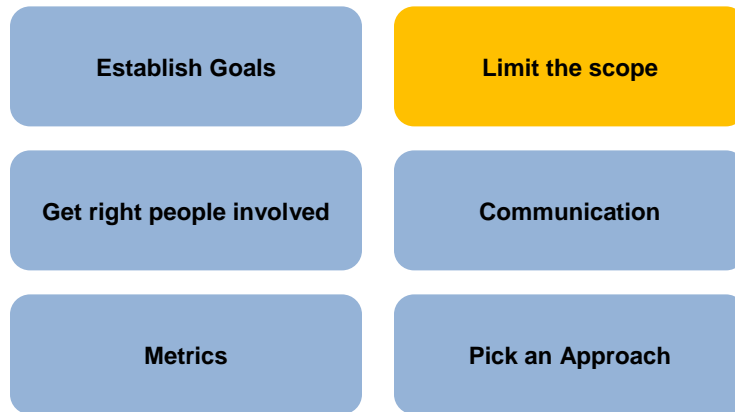 Establish Goals
Limit the scope
Get right people involved
Communication
Metrics
Pick an Approach